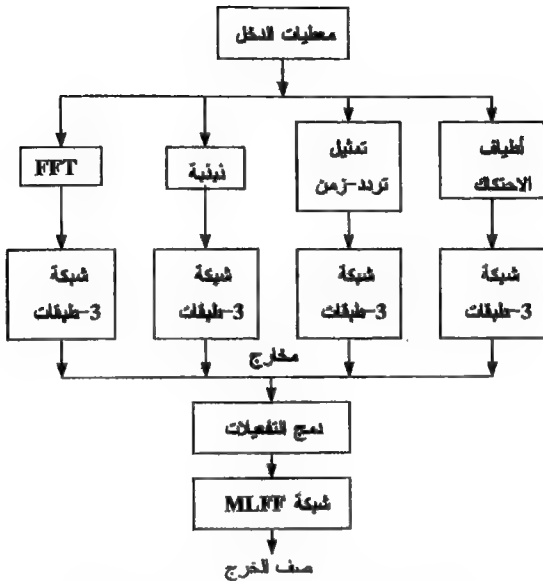 معطيات الدخل
FFT
ذبذبة
تمثيل
تردد-زمن
أطياف
الاحتكاك
شبكة
3-طبقات
شبكة
3-طبقات
شبكة
3-طبقات
شبكة
3-طبقات
مخارج
دمج التفعيلات
شبكة MLFF
صف الخرج